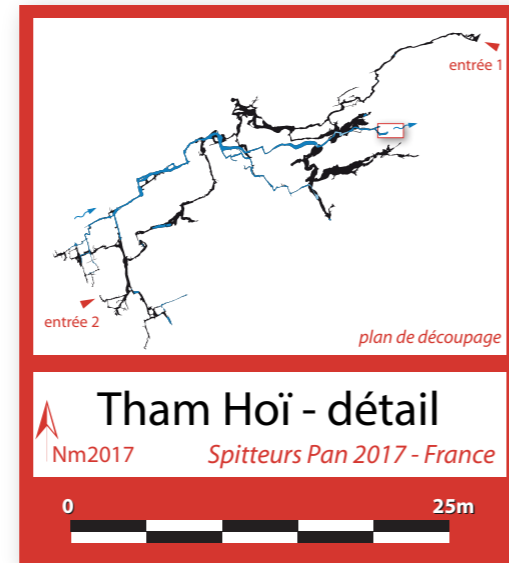 entrée 1
entrée 2
plan de découpage
Tham Hoï - détail
Nm2017
Spitteurs Pan 2017 - France
0
25m